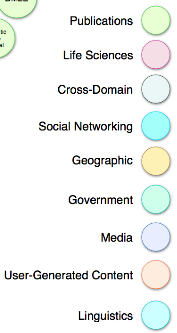 Publications
Life Sciences
Cross-Domain
Social Networking
Geographic
Government
Media
User-Generated Content
Linguistics